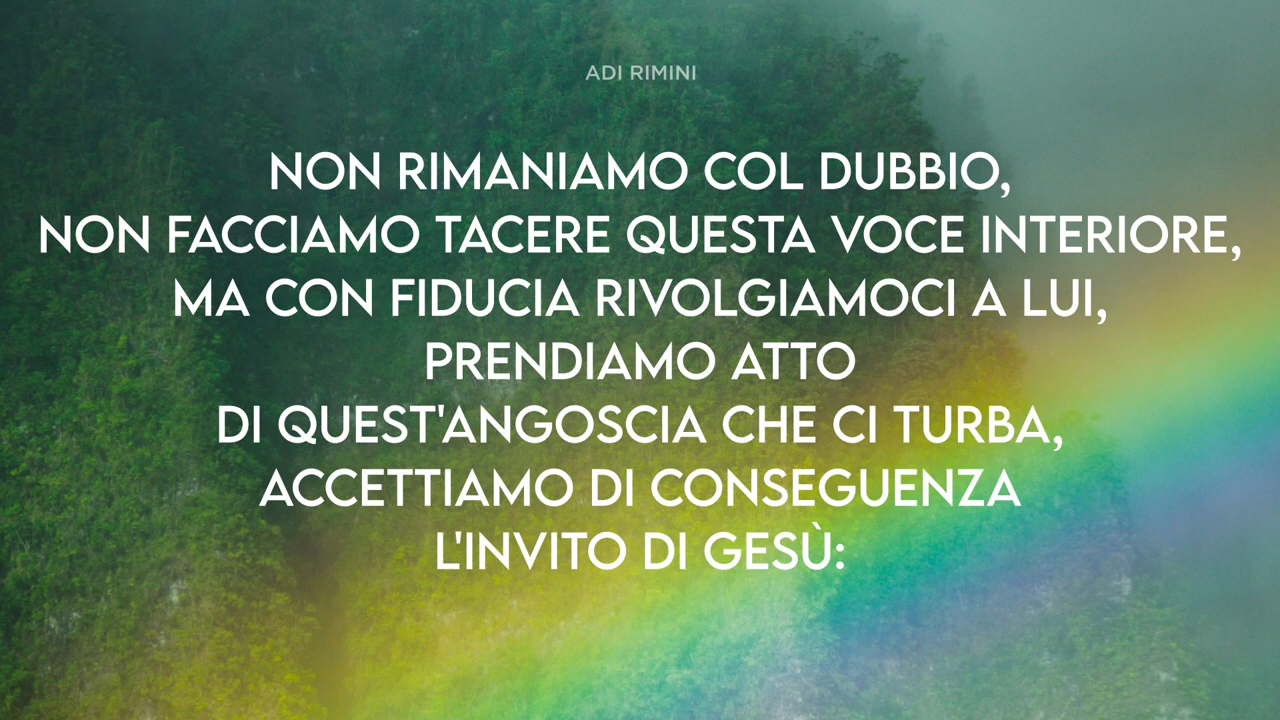 ADI RIMINI
NON RIMANIAMO COL DUBBIO,
NON FACCIAMO TACERE QUESTA VOCE INTERIORE,
MA CON FIDUCIA RIVOLGIAMOCI A LUI,
PRENDIAMO ATTO
DI QUEST'ANGOSCIA CHE CI TURBA,
ACCETTIAMO DI CONSEGUENZA
L'INVITO DI GESÙ: